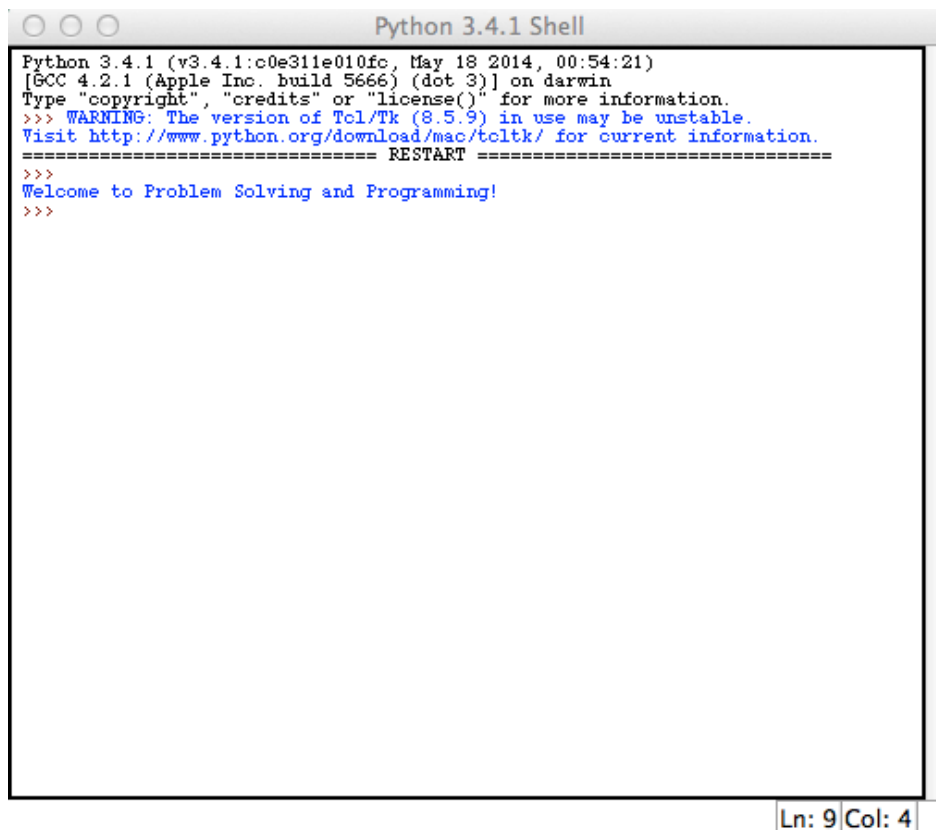 Python 3.4.1 Shell
Python 3.4.1 (v3.4.1:c0e311e010fc, May 18 2014, 00:54:21)
[GCC 4.2.1 (Apple Inc. build 5666) (dot 3)] on darwin
Type "copyright", "credits" or "license()" for more information.
>>> WARNING: The version of Tcl/Tk (8.5.9) in use may be unstable.
Visit http://www.python.org/download/mac/tcltk/ for current information.
================================ RESTART ================================
>>>
Welcome to Problem Solving and Programming!
>>>
Ln: 9 Col: 4